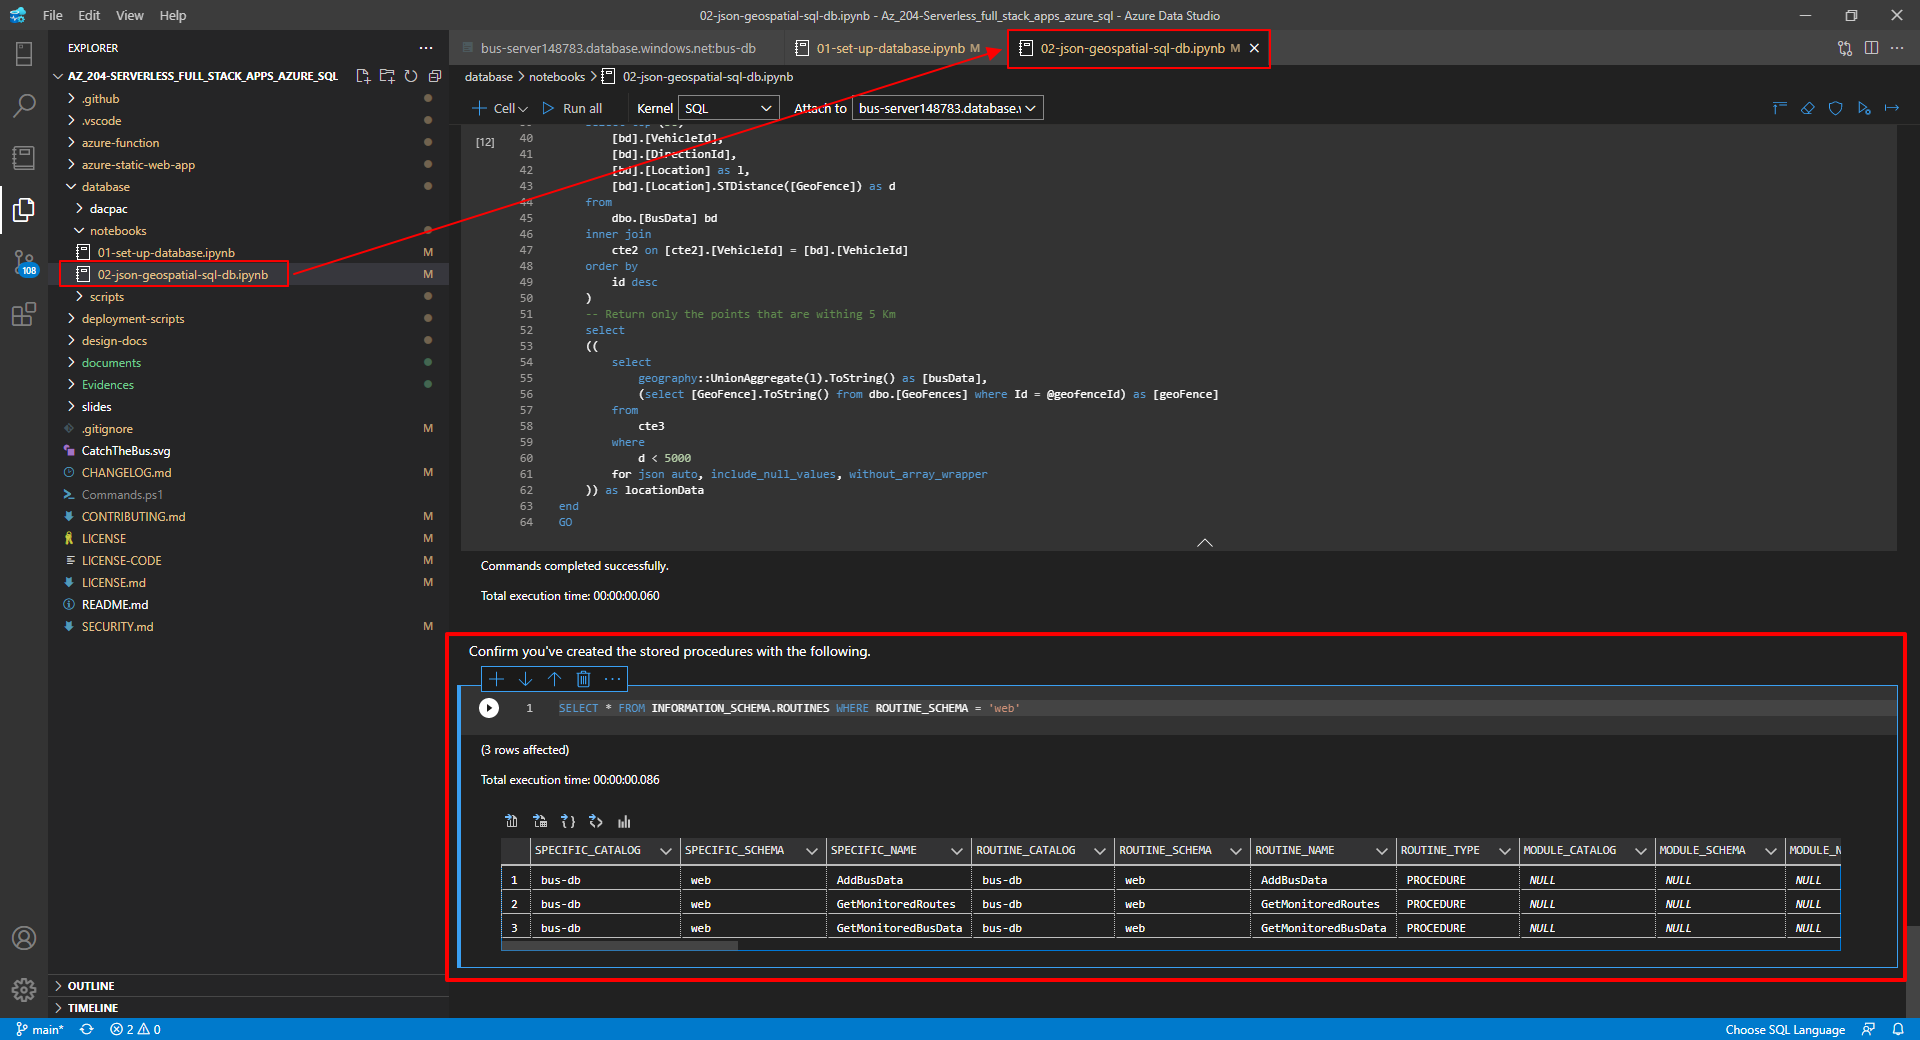 File Edit View Help
02-json-geospatial-sql-db.ipynb - Az_204-Serverless_full_stack_apps_azure_sql - Azure Data Studio
EXPLORER
AZ_204-SERVERLESS_FULL_STACK_APPS_AZURE_SQL
.github
.vscode
azure-function
azure-static-web-app
database
dacpac
notebooks
01-set-up-database.ipynb M
02-json-geospatial-sql-db.ipynb M
scripts
deployment-scripts
design-docs
documents
Evidences
slides
.gitignore M
CatchTheBus.svg
CHANGELOG.md M
Commands.ps1
CONTRIBUTING.md M
LICENSE M
LICENSE-CODE M
LICENSE.md M
README.md
SECURITY.md M
108
OUTLINE
TIMELINE
bus-server148783.database.windows.net:bus-db
01-set-up-database.ipynb M
02-json-geospatial-sql-db.ipynb M
database > notebooks > 02-json-geospatial-sql-db.ipynb
Cell Run all Kernel SQL Attach to bus-server148783.database.
[12]
40 [bd].[VehicleId],
41 [bd].[DirectionId],
42 [bd].[Location] as l,
43 [bd].[Location].STDistance([GeoFence]) as d
44 from
45 dbo.[BusData] bd
46 inner join
47 cte2 on [cte2].[VehicleId] = [bd].[VehicleId]
48 order by
49 id desc
50 )
51 -- Return only the points that are withing 5 Km
52 select
53 ((
54 select
55 geography::UnionAggregate(l).ToString() as [busData],
56 (select [GeoFence].ToString() from dbo.[GeoFences] where Id = @geofenceId) as [geoFence]
57 from
58 cte3
59 where
60 d < 5000
61 for json auto, include_null_values, without_array_wrapper
62 )) as locationData
63 end
64 GO
Commands completed successfully.
Total execution time: 00:00:00.060
Confirm you've created the stored procedures with the following.
1 SELECT * FROM INFORMATION_SCHEMA.ROUTINES WHERE ROUTINE_SCHEMA = 'web'
(3 rows affected)
Total execution time: 00:00:00.086
SPECIFIC_CATALOG SPECIFIC_SCHEMA SPECIFIC_NAME ROUTINE_CATALOG ROUTINE_SCHEMA ROUTINE_NAME ROUTINE_TYPE MODULE_CATALOG MODULE_SCHEMA MODULE_N
1 bus-db web AddBusData bus-db web AddBusData PROCEDURE NULL NULL NULL
2 bus-db web GetMonitoredRoutes bus-db web GetMonitoredRoutes PROCEDURE NULL NULL NULL
3 bus-db web GetMonitoredBusData bus-db web GetMonitoredBusData PROCEDURE NULL NULL NULL
main* 2 0
Choose SQL Language